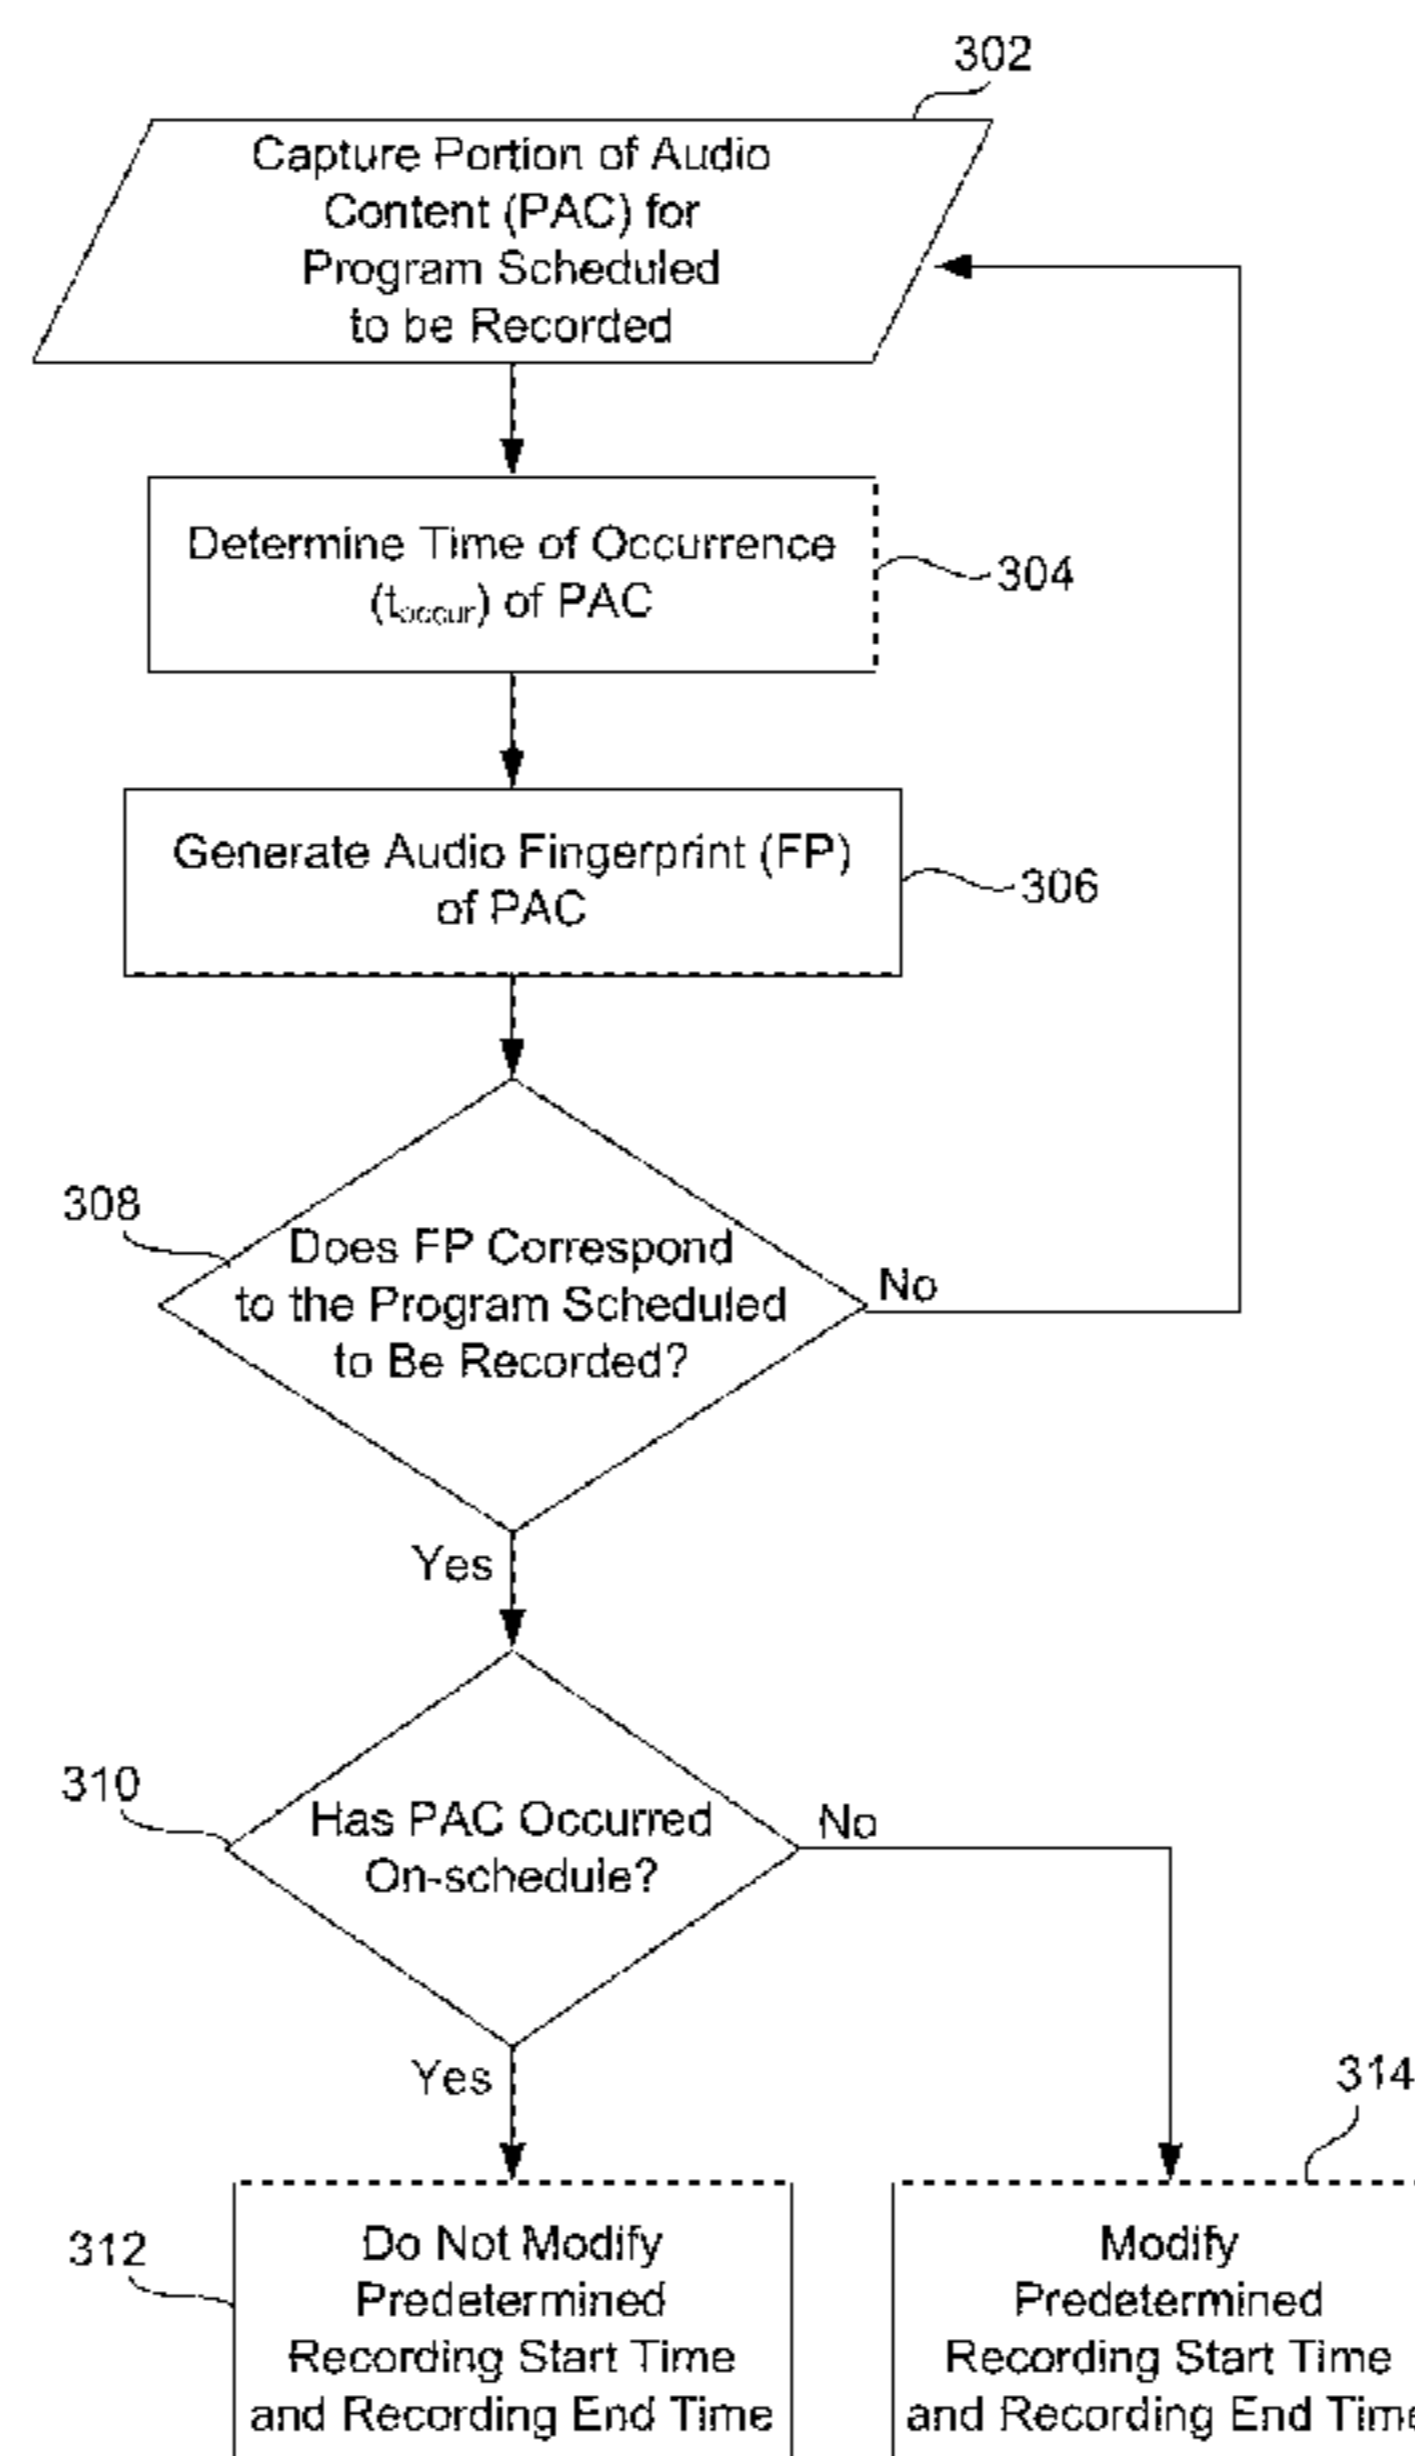 302
Capture Portion of Audio
Content (PAC) for
Program Scheduled
to be Recorded
Determine Time of Occurrence
(toccur) of PAC
304
Generate Audio Fingerprint (FP)
of PAC
306
308
Does FP Correspond
to the Program Scheduled
to Be Recorded?
No
Yes
310
Has PAC Occurred
On-schedule?
No
Yes
314
312
Do Not Modify
Predetermined
Recording Start Time
and Recording End Time
Modify
Predetermined
Recording Start Time
and Recording End Time